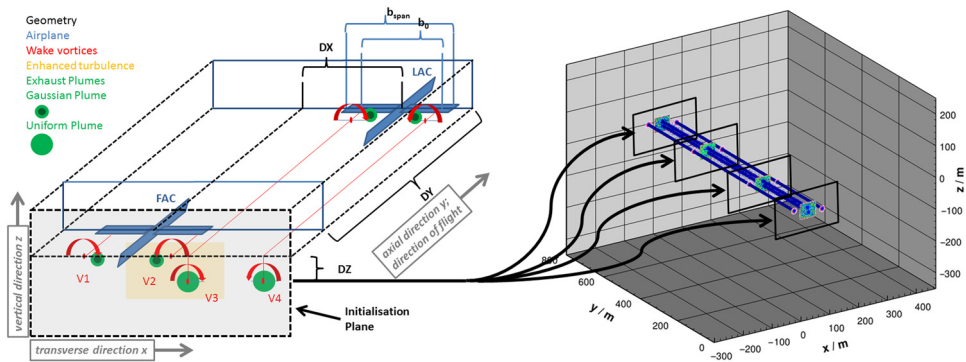 Geometry
Airplane
Wake vortices
Enhanced turbulence
Exhaust Plumes
Gaussian Plume
Uniform Plume
b_span
b_0
DX
LAC
FAC
DY
axial direction y;
direction of flight
V1
V2
V3
V4
DZ
Initialisation
Plane
vertical direction z
transverse direction x
200
100
0
−100
−200
−300
z / m
800
600
400
200
0
y / m
−300
−200
−100
0
100
200
300
400
x / m